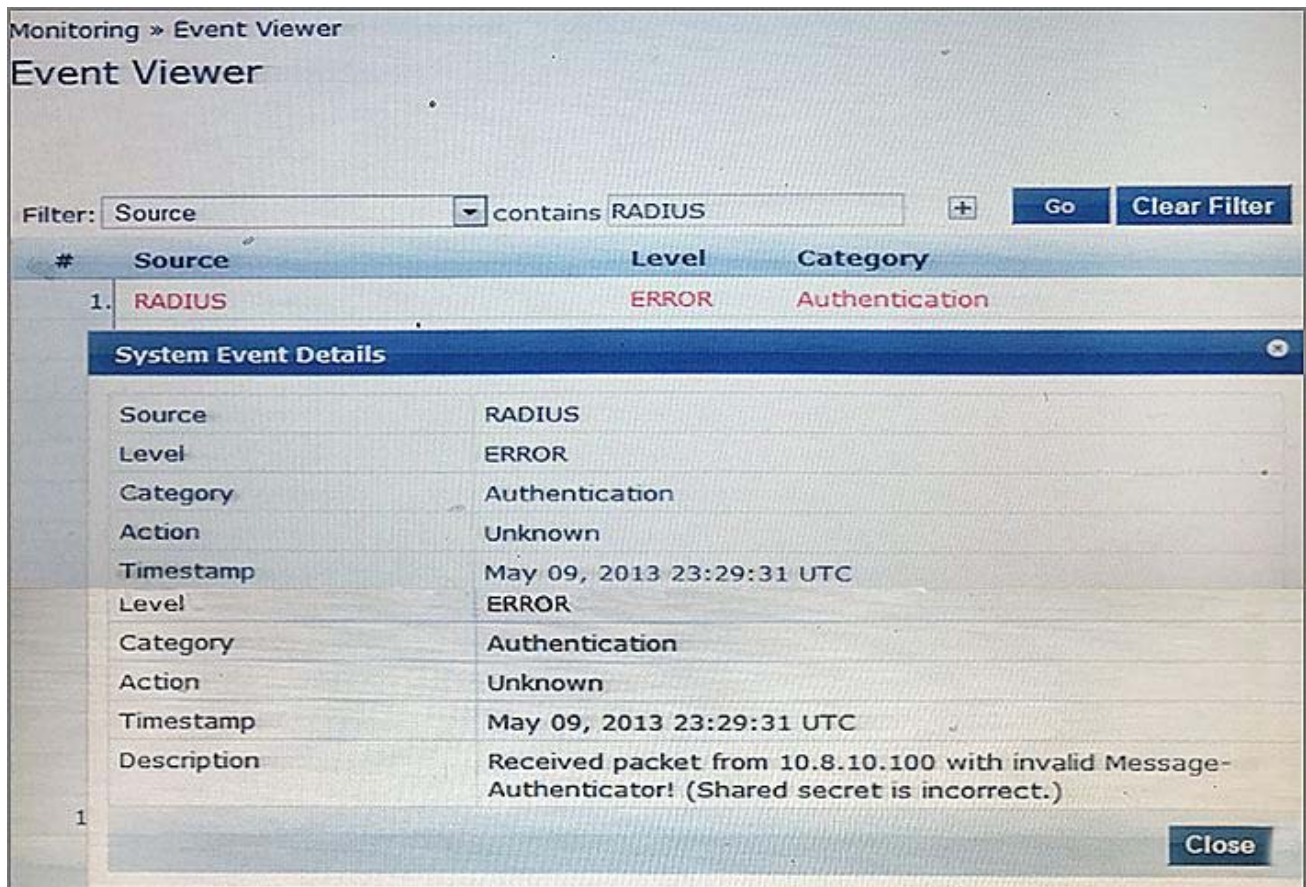 Monitoring » Event Viewer
Event Viewer
Filter: Source contains RADIUS + Go Clear Filter
# Source Level Category
1. RADIUS ERROR Authentication
System Event Details
Source RADIUS
Level ERROR
Category Authentication
Action Unknown
Timestamp May 09, 2013 23:29:31 UTC
Level ERROR
Category Authentication
Action Unknown
Timestamp May 09, 2013 23:29:31 UTC
Description Received packet from 10.8.10.100 with invalid Message-
Authenticator! (Shared secret is incorrect.)
1
Close